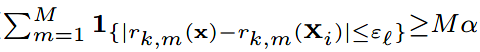 [∑_{m=1}^{M} 1_{{|r_{k,m}(x)−r_{k,m}(X_i)|≤ε_ℓ}} ≥ Mα